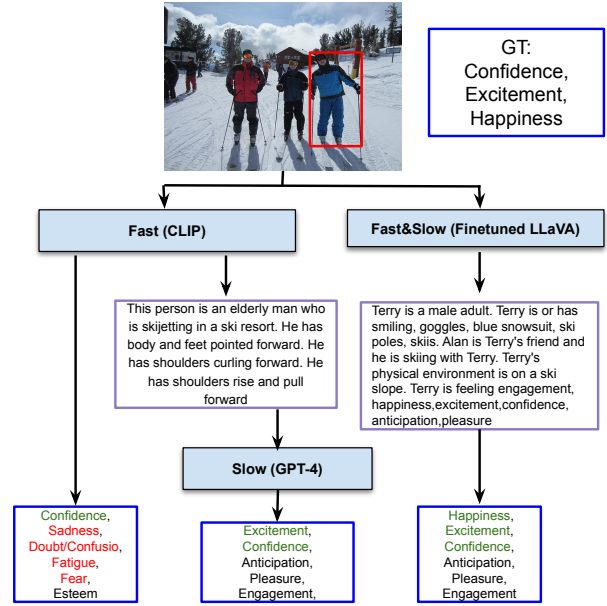 GT:
Confidence,
Excitement,
Happiness
Fast (CLIP)
Fast&Slow (Finetuned LLaVA)
This person is an elderly man who
is skijetting in a ski resort. He has
body and feet pointed forward. He
has shoulders curling forward. He
has shoulders rise and pull
forward
Terry is a male adult. Terry is or has
smiling, goggles, blue snowsuit, ski
poles, skiis. Alan is Terry's friend and
he is skiing with Terry. Terry's
physical environment is on a ski
slope. Terry is feeling engagement,
happiness,excitement,confidence,
anticipation,pleasure
Slow (GPT-4)
Confidence,
Sadness,
Doubt/Confusio,
Fatigue,
Fear,
Esteem
Excitement,
Confidence,
Anticipation,
Pleasure,
Engagement,
Happiness,
Excitement,
Confidence,
Anticipation,
Pleasure,
Engagement